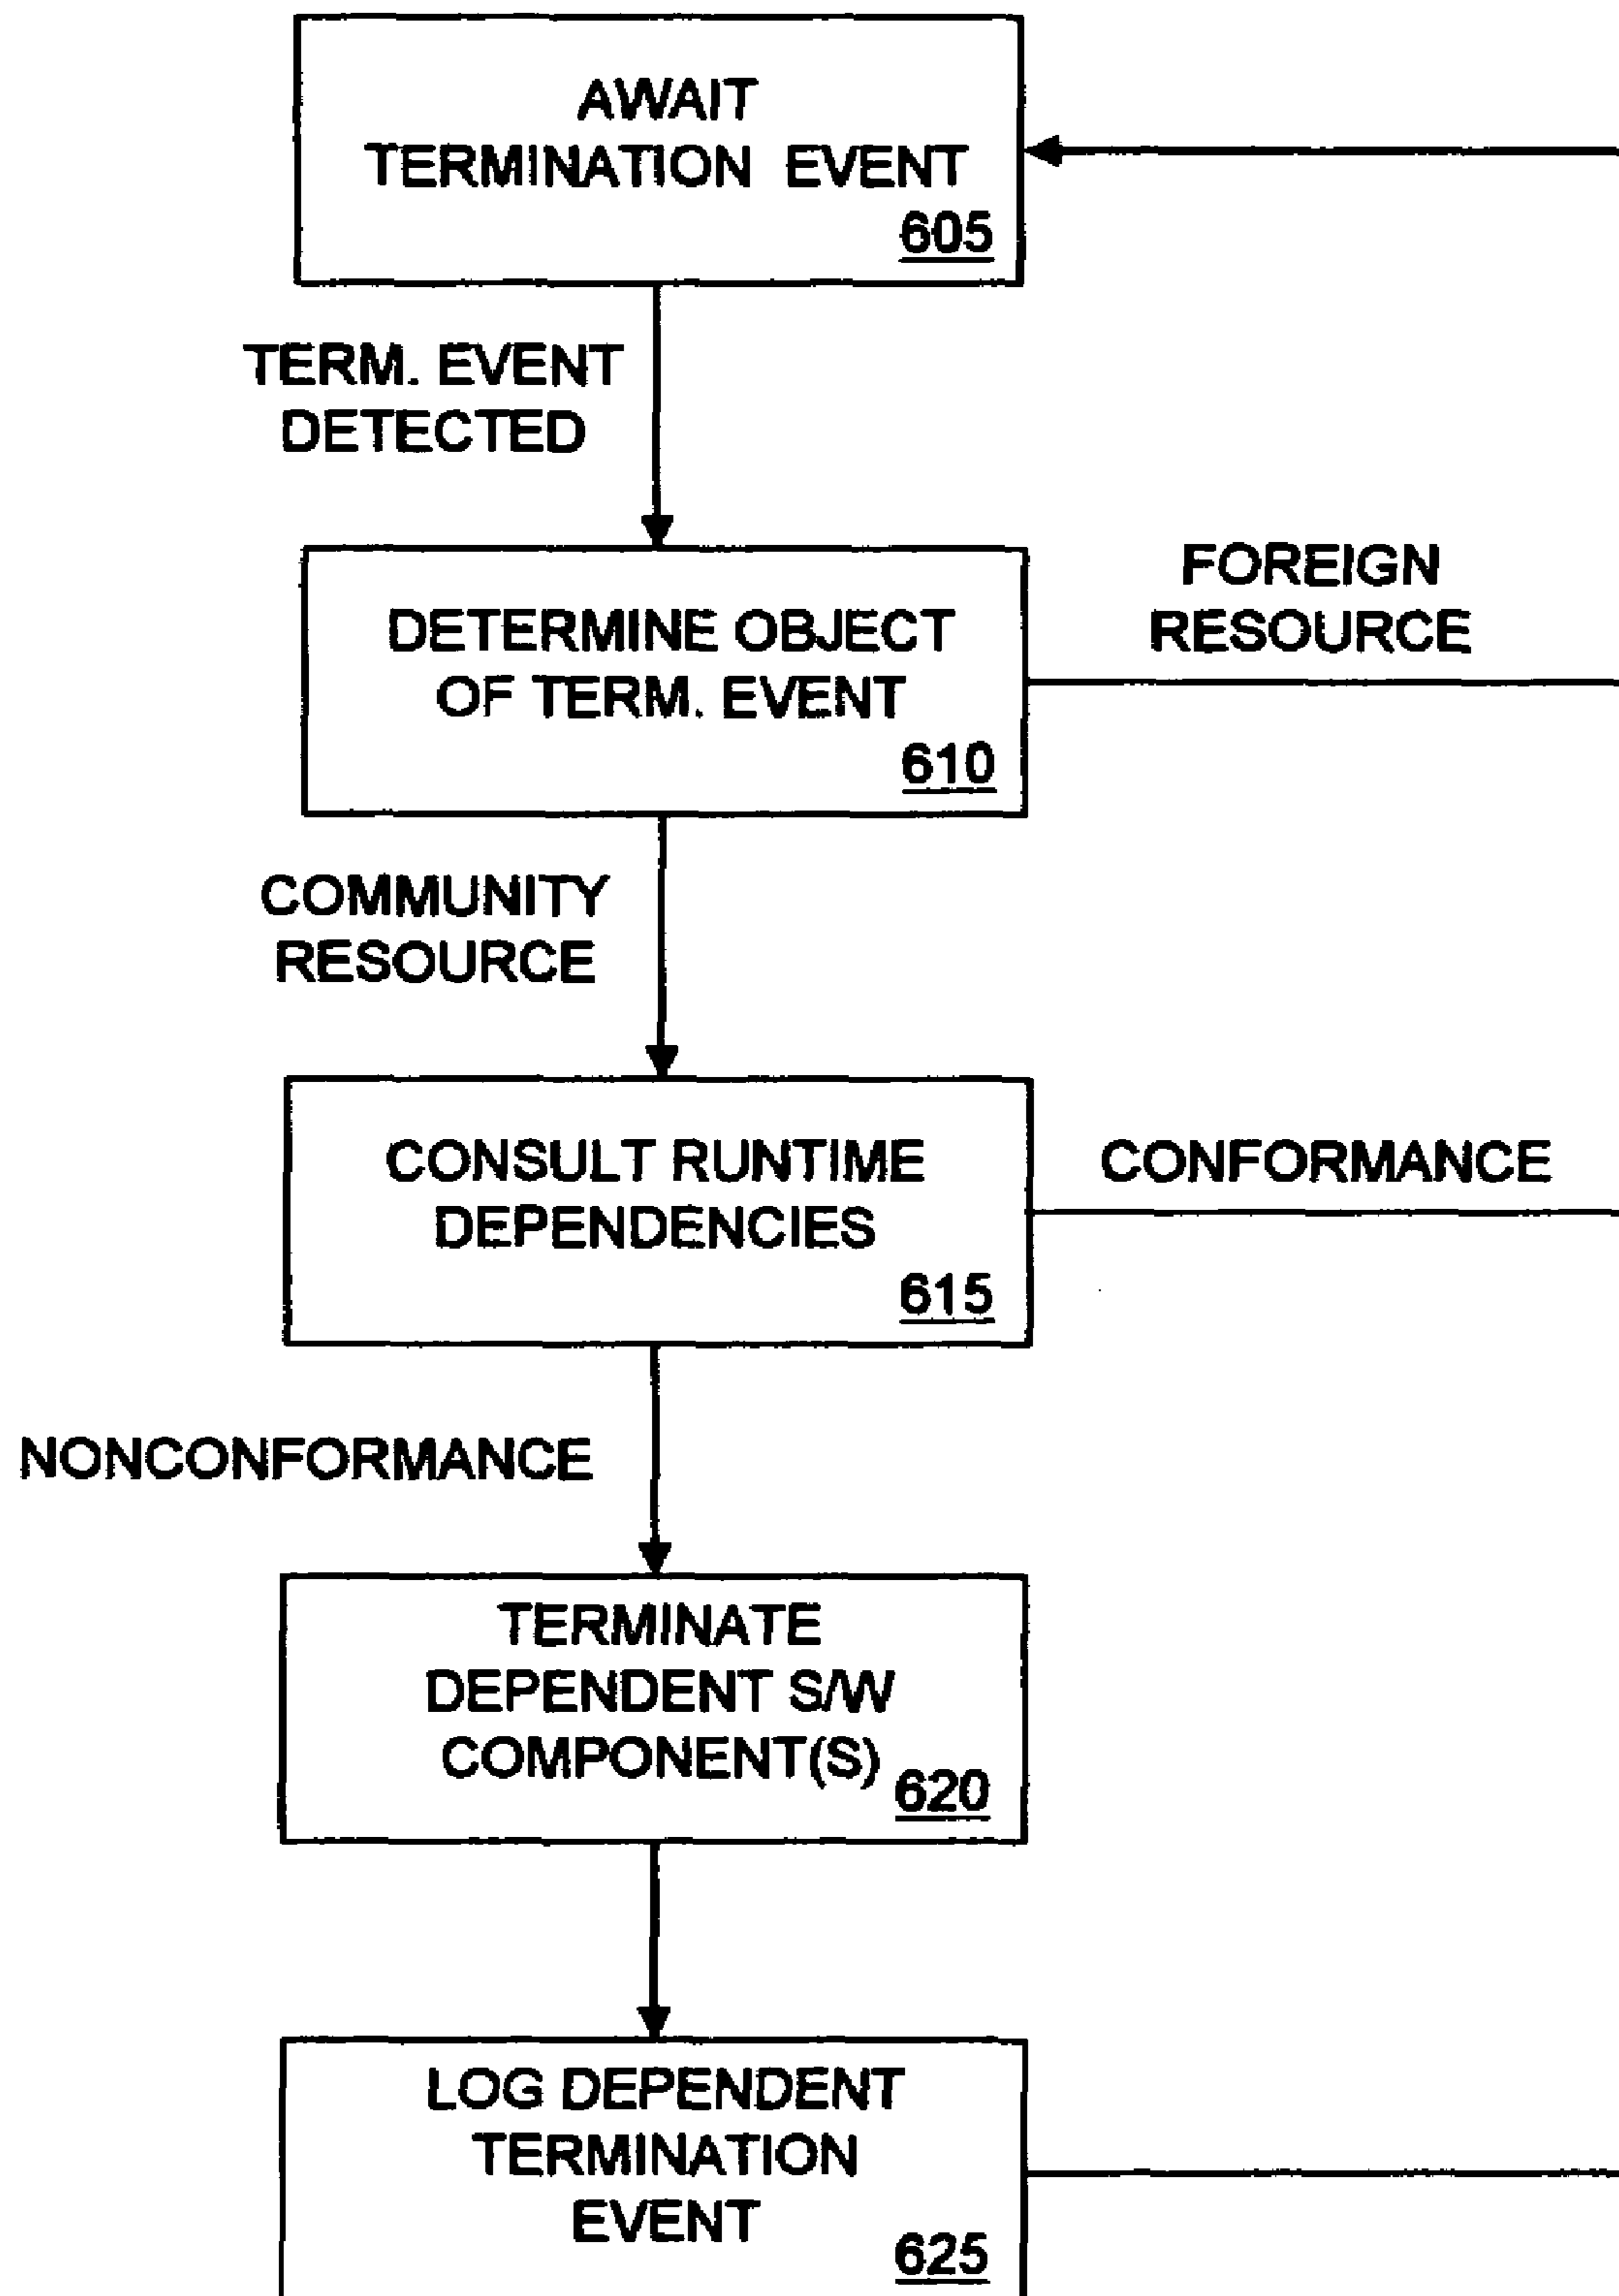 AWAIT
TERMINATION EVENT
605
TERM. EVENT
DETECTED
DETERMINE OBJECT
OF TERM. EVENT
610
FOREIGN
RESOURCE
COMMUNITY
RESOURCE
CONSULT RUNTIME
DEPENDENCIES
615
CONFORMANCE
NONCONFORMANCE
TERMINATE
DEPENDENT S/W
COMPONENT(S)
620
LOG DEPENDENT
TERMINATION
EVENT
625